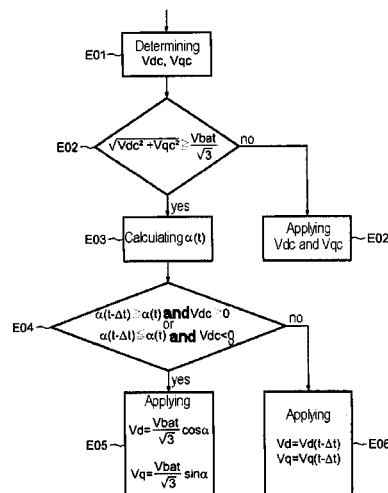 Determining
Vdc, Vqc
E01
√Vdc² +Vqc² ≧ Vbat/√3
no
E02
yes
Calculating α(t)
E03
Applying
Vdc and Vqc
E02
α(t-Δt)≧α(t) and Vdc≧0
or
α(t-Δt)≦α(t) and Vdc<0
no
E04
yes
Applying
Vd=Vbat/√3 cosα
Vq=Vbat/√3 sinα
E05
Applying
Vd=Vd(t-Δt)
Vq=Vq(t-Δt)
E06